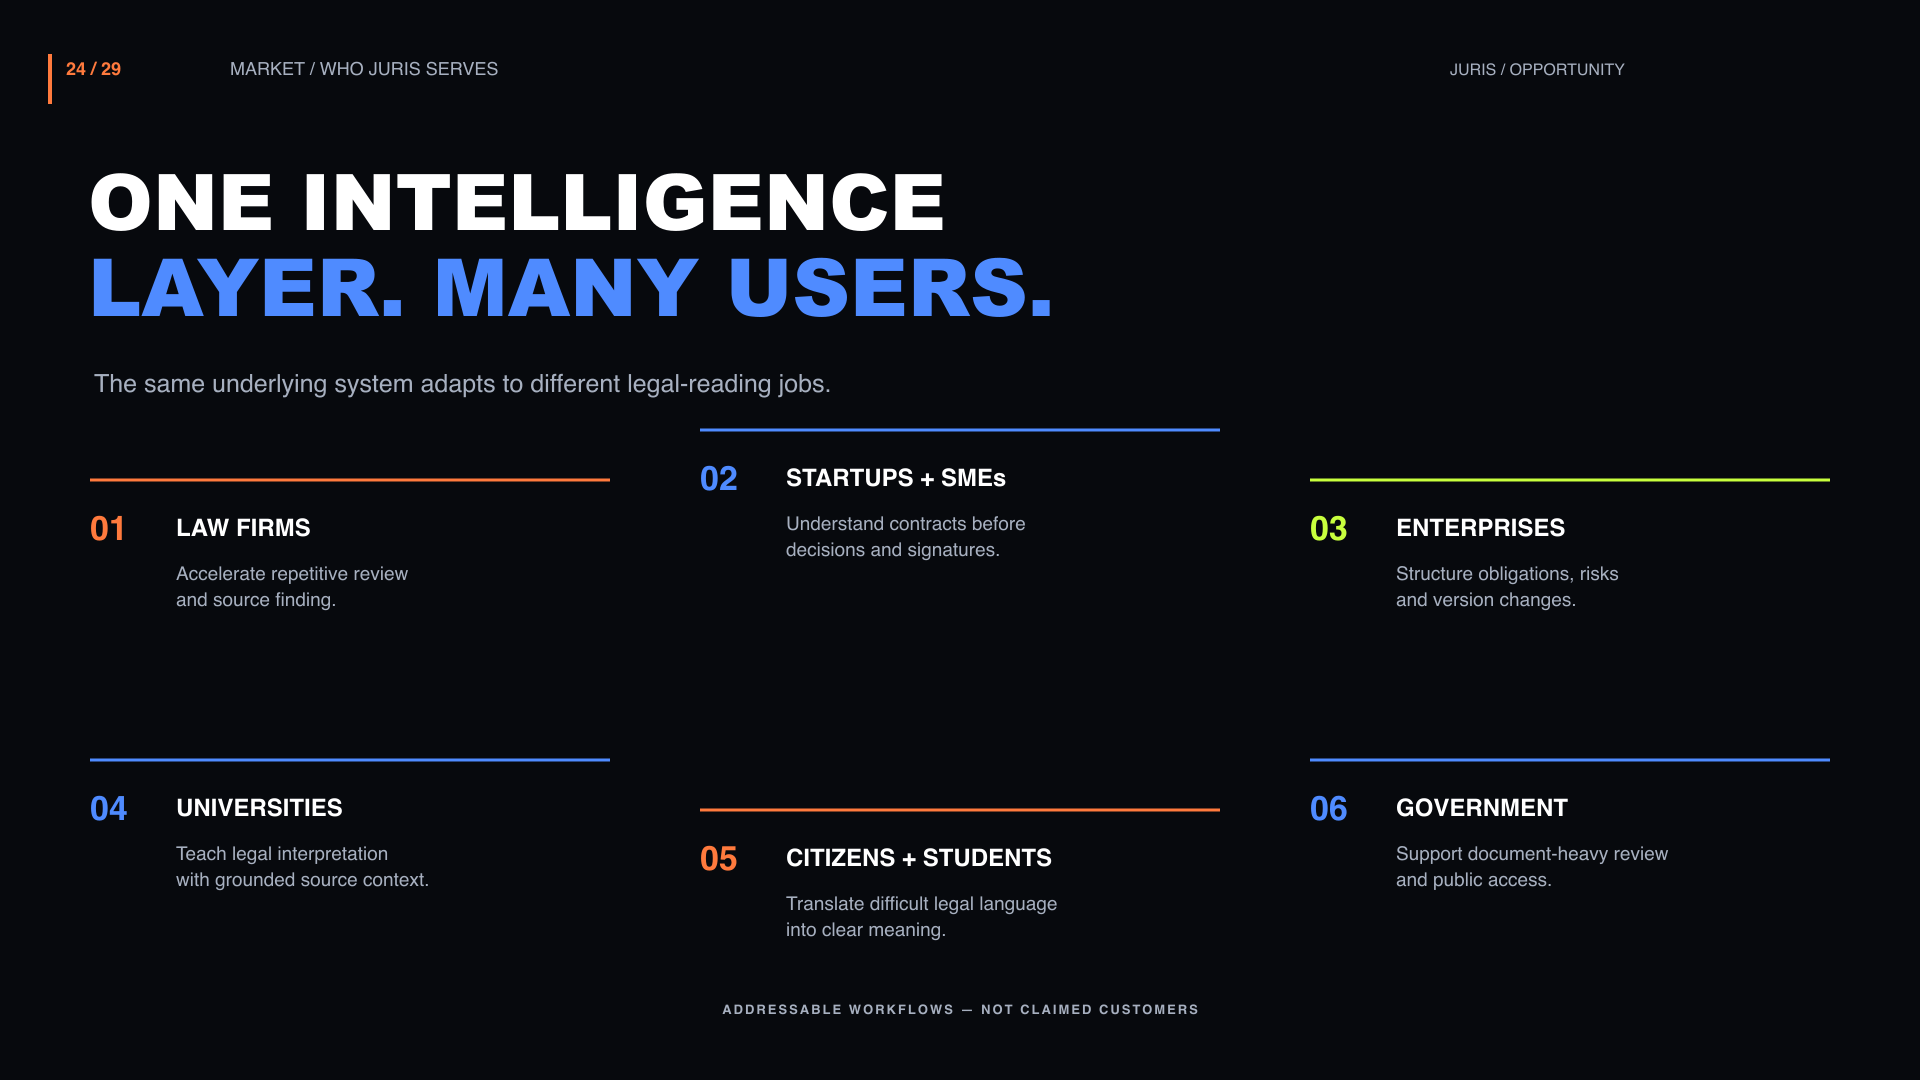 24 / 29
MARKET / WHO JURIS SERVES
JURIS / OPPORTUNITY
ONE INTELLIGENCE
LAYER. MANY USERS.
The same underlying system adapts to different legal-reading jobs.
01
LAW FIRMS
Accelerate repetitive review
and source finding.
02
STARTUPS + SMEs
Understand contracts before
decisions and signatures.
03
ENTERPRISES
Structure obligations, risks
and version changes.
04
UNIVERSITIES
Teach legal interpretation
with grounded source context.
05
CITIZENS + STUDENTS
Translate difficult legal language
into clear meaning.
06
GOVERNMENT
Support document-heavy review
and public access.
ADDRESSABLE WORKFLOWS — NOT CLAIMED CUSTOMERS